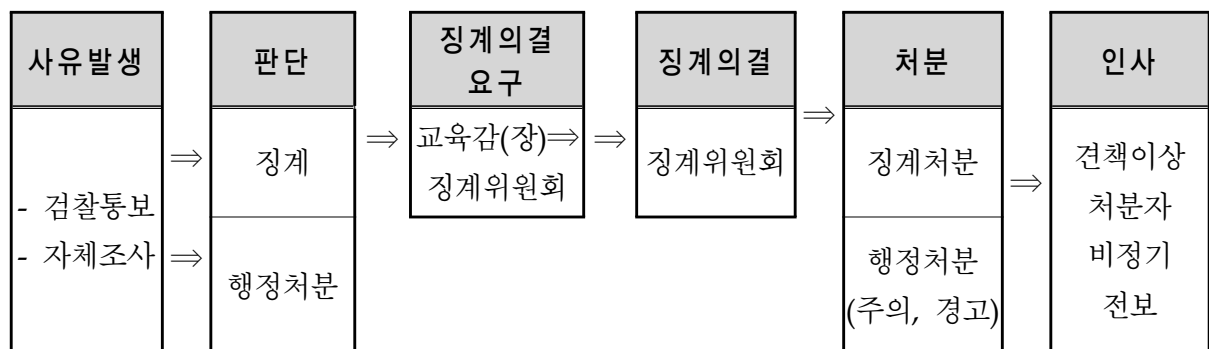 사유발생
- 검찰통보
- 자체조사
⇒
⇒
판단
징계
행정처분
⇒
징계의결
요구
교육감(장)⇒
징계위원회
⇒
징계의결
징계위원회
⇒
처분
징계처분
행정처분
(주의, 경고)
⇒
인사
견책이상
처분자
비정기
전보